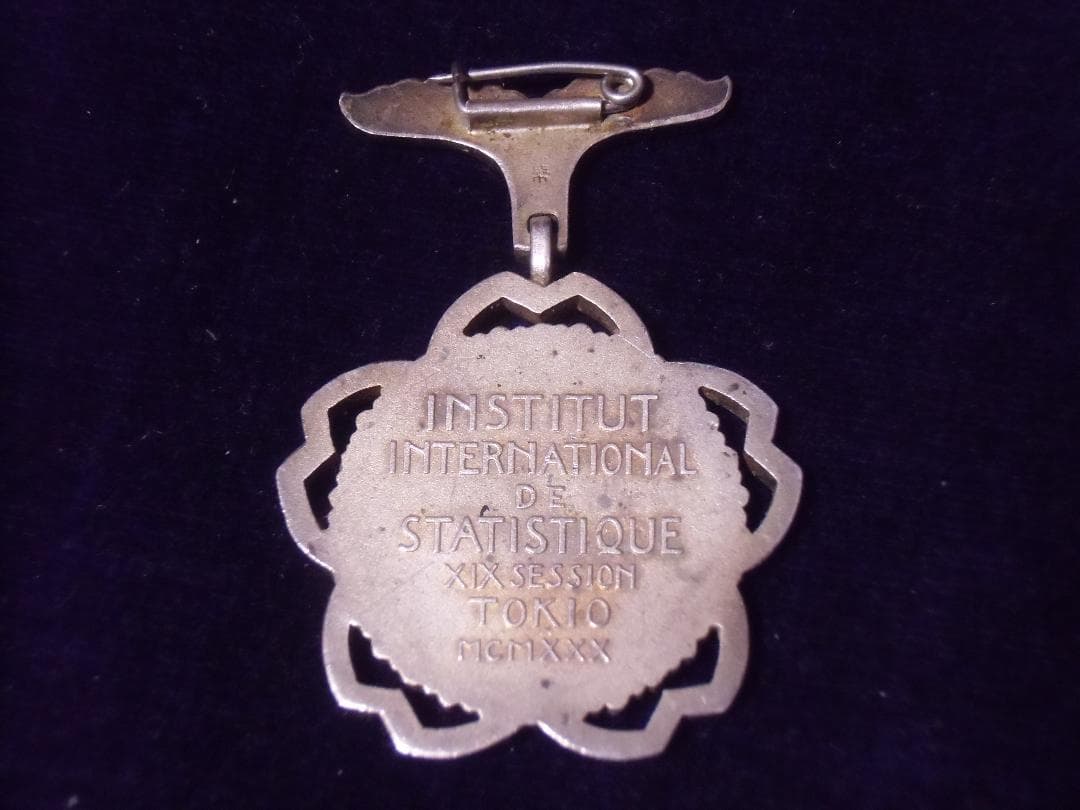 INSTITUT
INTERNATIONAL
DE
STATISTIQUE
XIX SESSION
TOKIO
MCMXXX